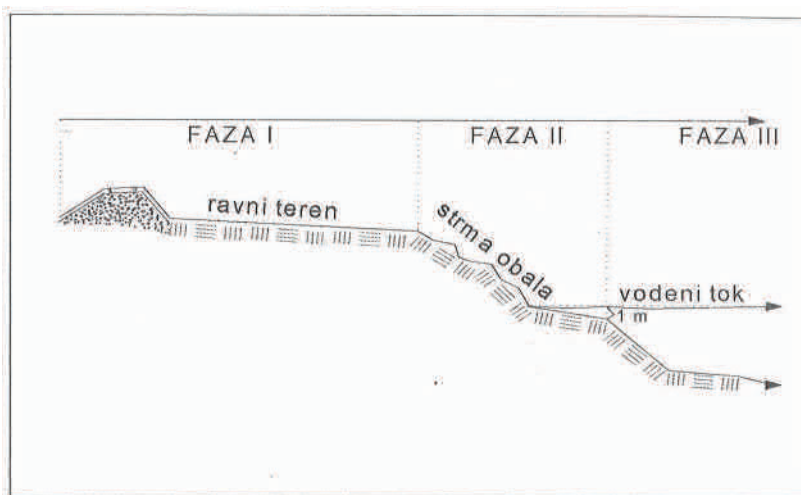 FAZA I
FAZA II
FAZA III
ravni teren
strma obala
vodeni tok
1 m